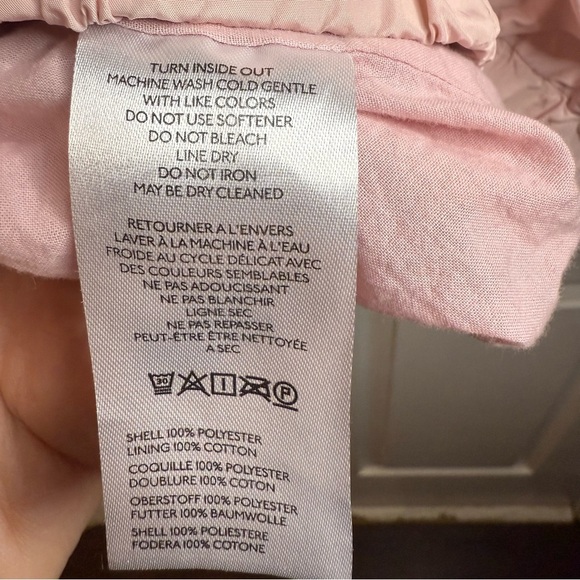 TURN INSIDE OUT
MACHINE WASH COLD GENTLE
WITH LIKE COLORS
DO NOT USE SOFTENER
DO NOT BLEACH
LINE DRY
DO NOT IRON
MAY BE DRY CLEANED
RETOURNER A L'ENVERS
LAVER À LA MACHINE À L'EAU
FROIDE AU CYCLE DÉLICAT AVEC
DES COULEURS SEMBLABLES
NE PAS ADOUCISSANT
NE PAS BLANCHIR
LIGNE SEC
NE PAS REPASSER
PEUT-ÊTRE ÊTRE NETTOYÉE
A SEC
30 P
SHELL 100% POLYESTER
LINING 100% COTTON
COQUILLE 100% POLYESTER
DOUBLURE 100% COTON
OBERSTOFF 100% POLYESTER
FUTTER 100% BAUMWOLLE
SHELL 100% POLIESTERE
FODERA 100% COTONE